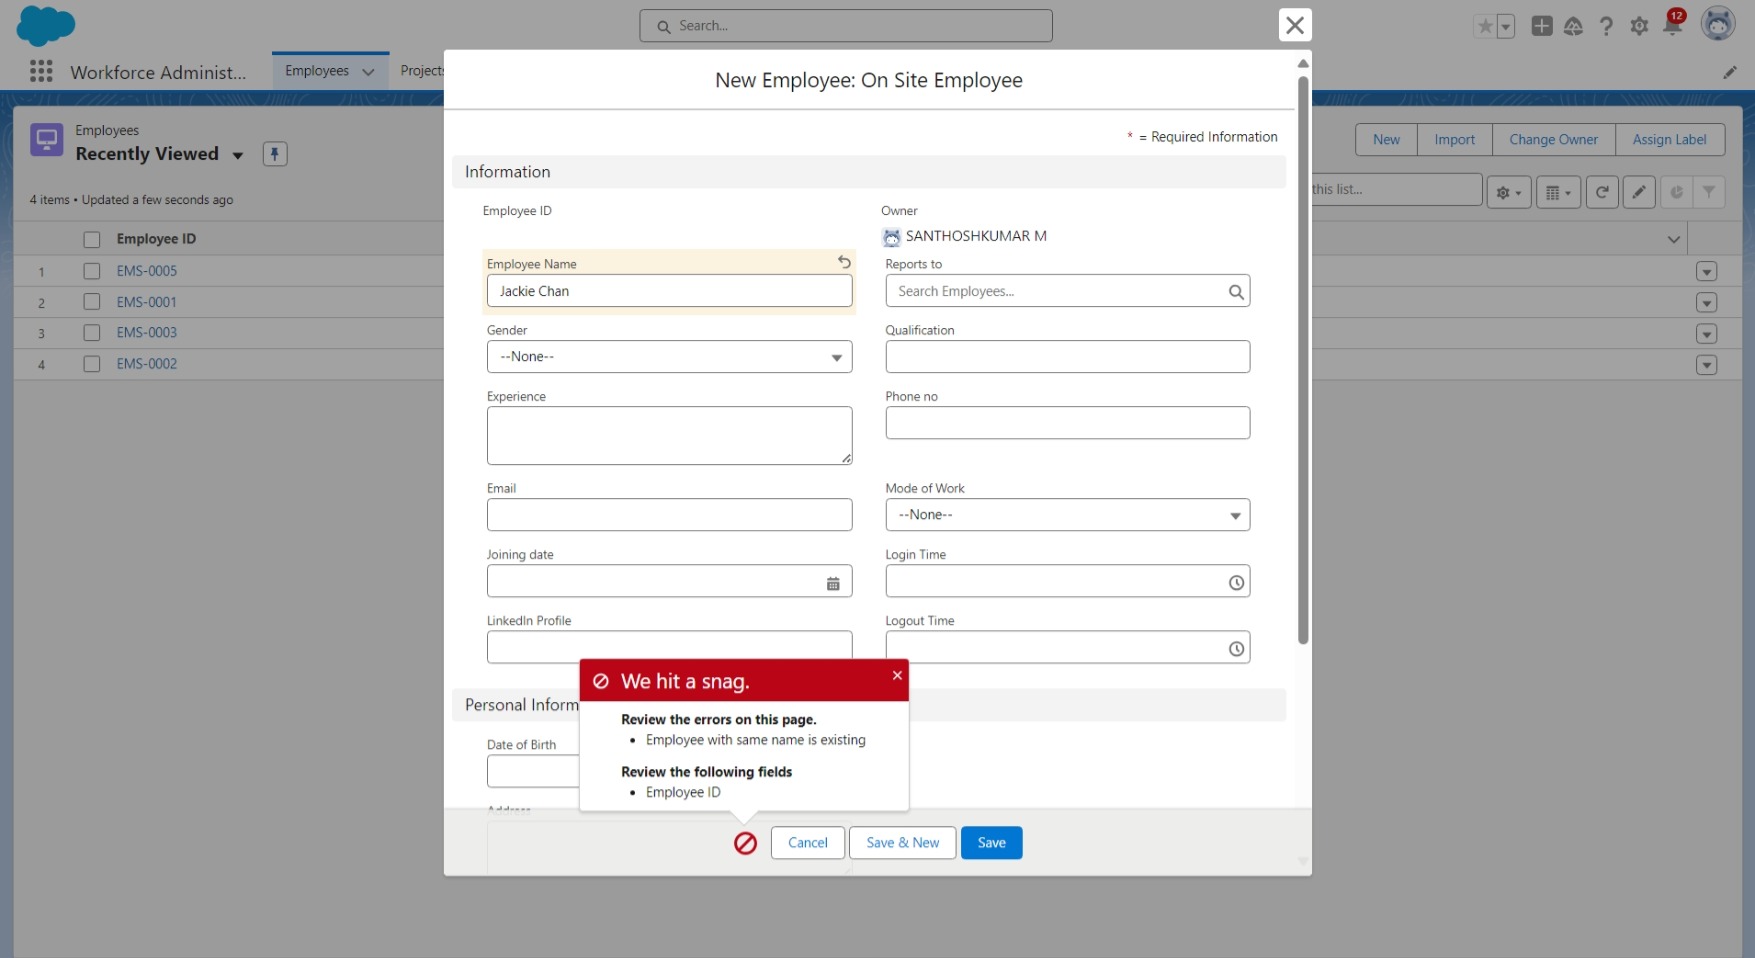 Search...
12
Workforce Administ...
Employees
Projects
New Employee: On Site Employee
* = Required Information
Employees
Recently Viewed
New
Import
Change Owner
Assign Label
4 items • Updated a few seconds ago
this list...
Employee ID
1 EMS-0005
2 EMS-0001
3 EMS-0003
4 EMS-0002
Information
Employee ID
Owner
SANTHOSHKUMAR M
Employee Name
Jackie Chan
Reports to
Search Employees...
Gender
--None--
Qualification
Experience
Phone no
Email
Mode of Work
--None--
Joining date
Login Time
LinkedIn Profile
Logout Time
We hit a snag.
Personal Inform
Review the errors on this page.
• Employee with same name is existing
Date of Birth
Review the following fields
• Employee ID
Address
Cancel
Save & New
Save